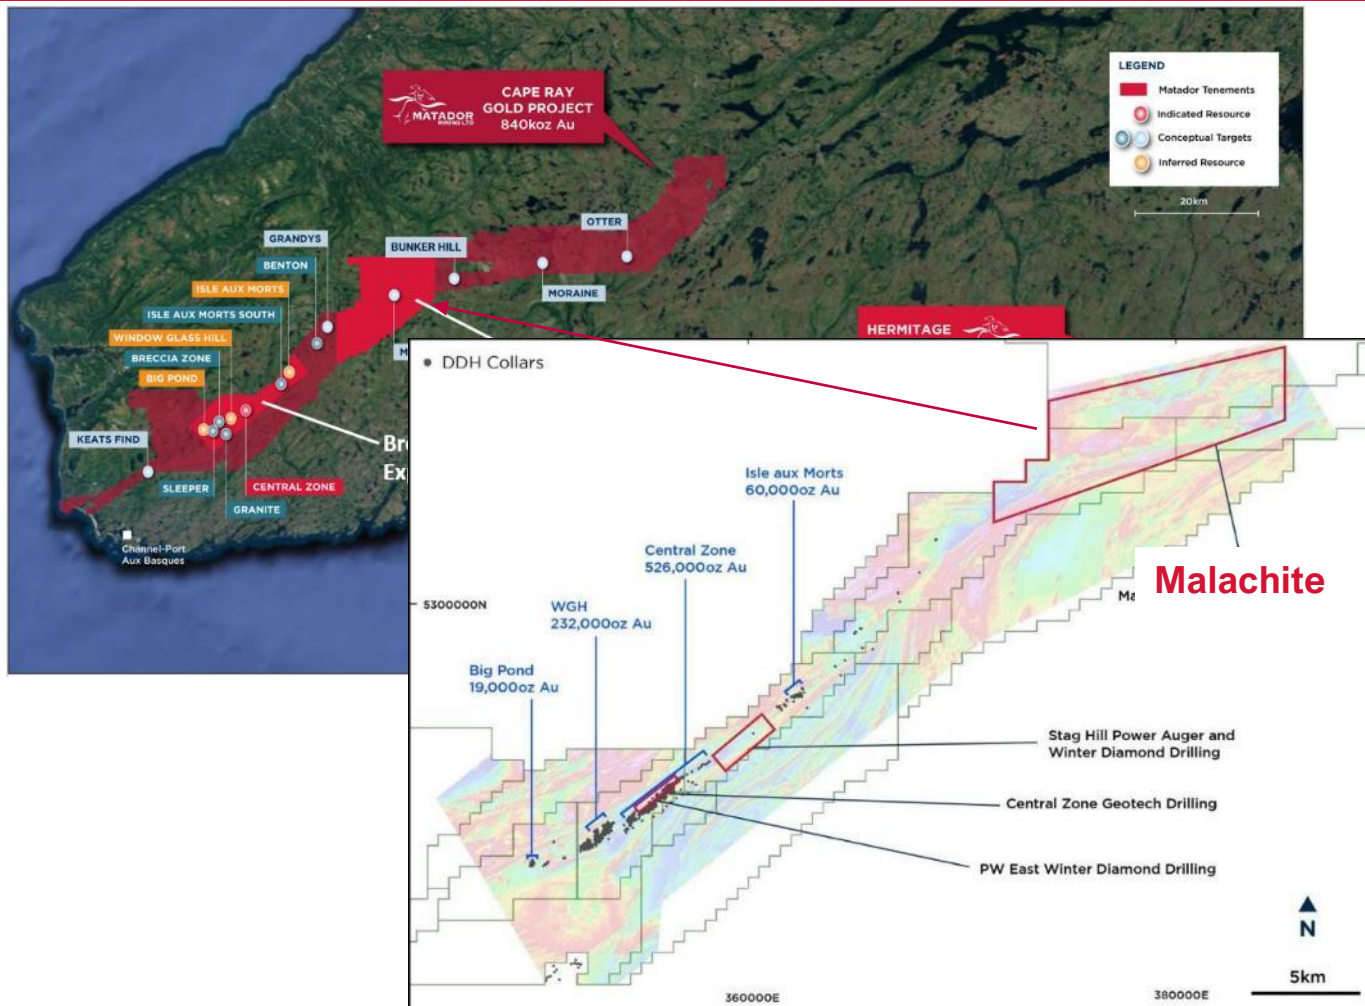 MATADOR
MINING LTD
CAPE RAY
GOLD PROJECT
840koz Au
LEGEND
Matador Tenements
Indicated Resource
Conceptual Targets
Inferred Resource
20km
OTTER
GRANDYS
BUNKER HILL
BENTON
ISLE AUX MORTS
MORAINE
ISLE AUX MORTS SOUTH
HERMITAGE
WINDOW GLASS HILL
BRECCIA ZONE
BIG POND
KEATS FIND
SLEEPER
CENTRAL ZONE
GRANITE
Channel-Port
Aux Basques
DDH Collars
Isle aux Morts
60,000oz Au
Central Zone
526,000oz Au
Malachite
5300000N
WGH
232,000oz Au
Big Pond
19,000oz Au
Stag Hill Power Auger and
Winter Diamond Drilling
Central Zone Geotech Drilling
PW East Winter Diamond Drilling
N
5km
360000E
380000E